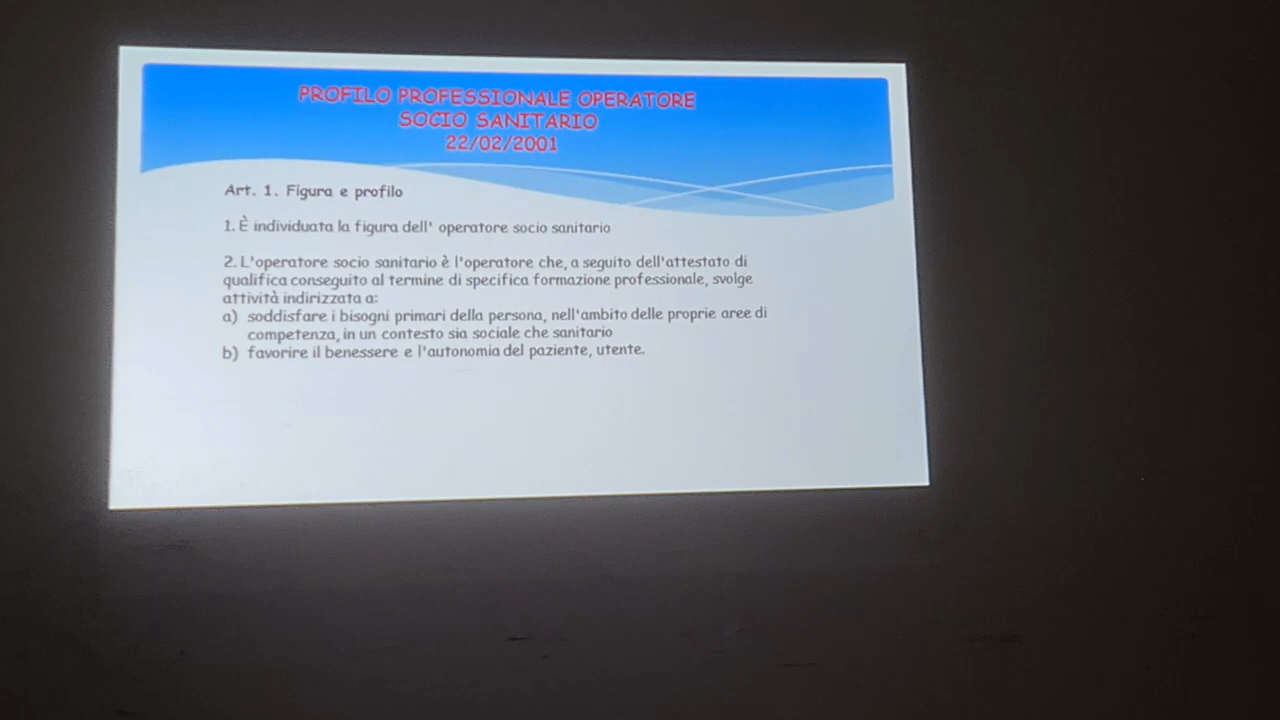 PROFILO PROFESSIONALE OPERATORE
SOCIO SANITARIO
22/02/2001
Art. 1. Figura e profilo
1. È individuata la figura dell' operatore socio sanitario
2. L'operatore socio sanitario è l'operatore che, a seguito dell'attestato di
qualifica conseguito al termine di specifica formazione professionale, svolge
attività indirizzata a:
a) soddisfare i bisogni primari della persona, nell'ambito delle proprie aree di
competenza, in un contesto sia sociale che sanitario
b) favorire il benessere e l'autonomia del paziente, utente.